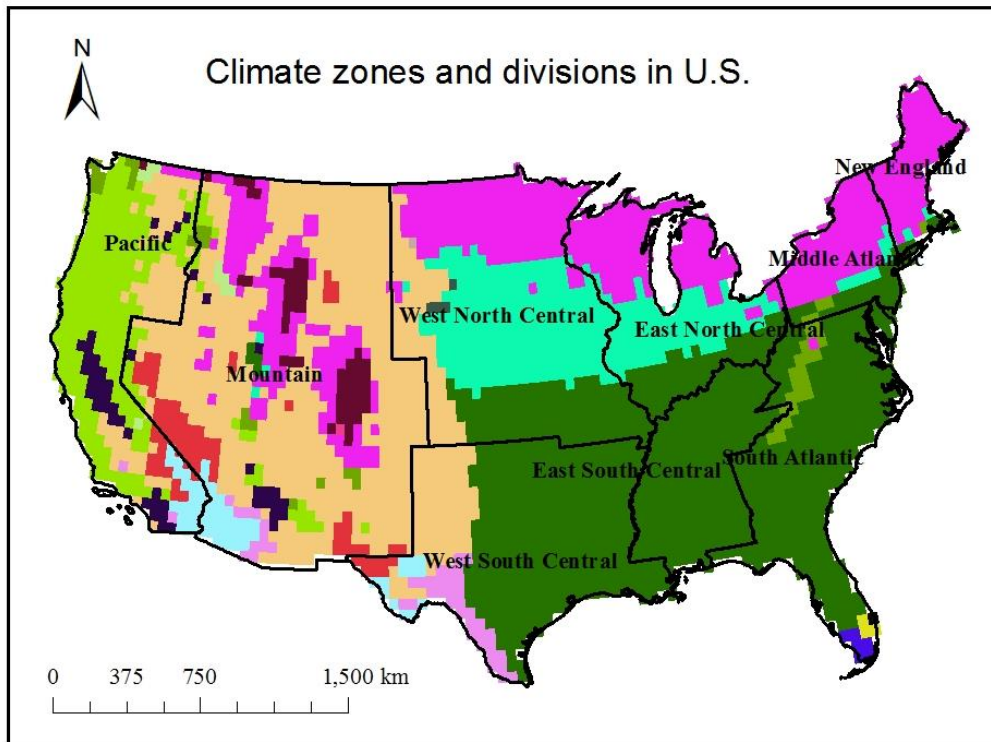 N
Climate zones and divisions in U.S.
New England
Pacific
Middle Atlantic
West North Central
East North Central
Mountain
South Atlantic
East South Central
West South Central
0 375 750 1,500 km